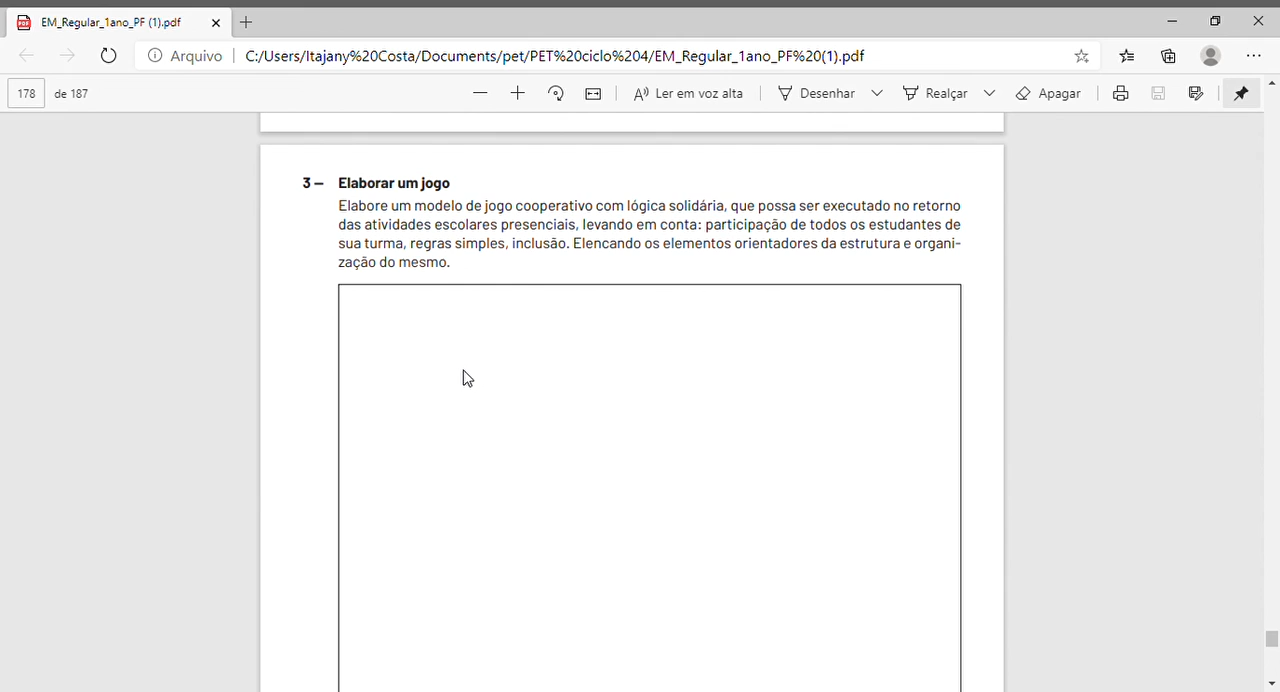 EM_Regular_1ano_PF (1).pdf
Arquivo C:/Users/Itajany%20Costa/Documents/pet/PET%20ciclo%204/EM_Regular_1ano_PF%20(1).pdf
178 de 187 Ler em voz alta Desenhar Realçar Apagar
3 — Elaborar um jogo
Elabore um modelo de jogo cooperativo com lógica solidária, que possa ser executado no retorno
das atividades escolares presenciais, levando em conta: participação de todos os estudantes de
sua turma, regras simples, inclusão. Elencando os elementos orientadores da estrutura e organi-
zação do mesmo.